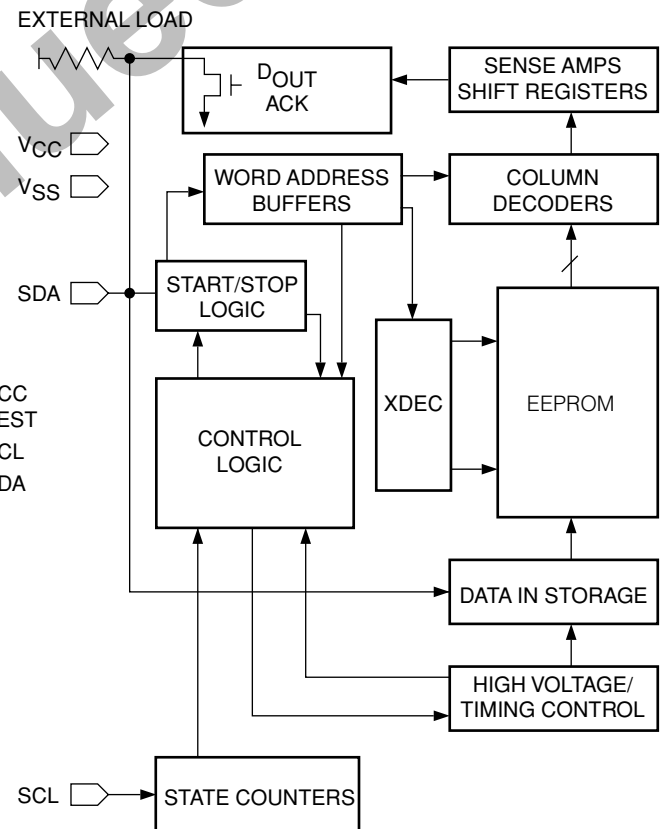 EXTERNAL LOAD
DOUT
ACK
SENSE AMPS
SHIFT REGISTERS
VCC
VSS
WORD ADDRESS
BUFFERS
COLUMN
DECODERS
SDA
START/STOP
LOGIC
XDEC
EEPROM
CC
EST
CL
DA
CONTROL
LOGIC
DATA IN STORAGE
HIGH VOLTAGE/
TIMING CONTROL
SCL
STATE COUNTERS